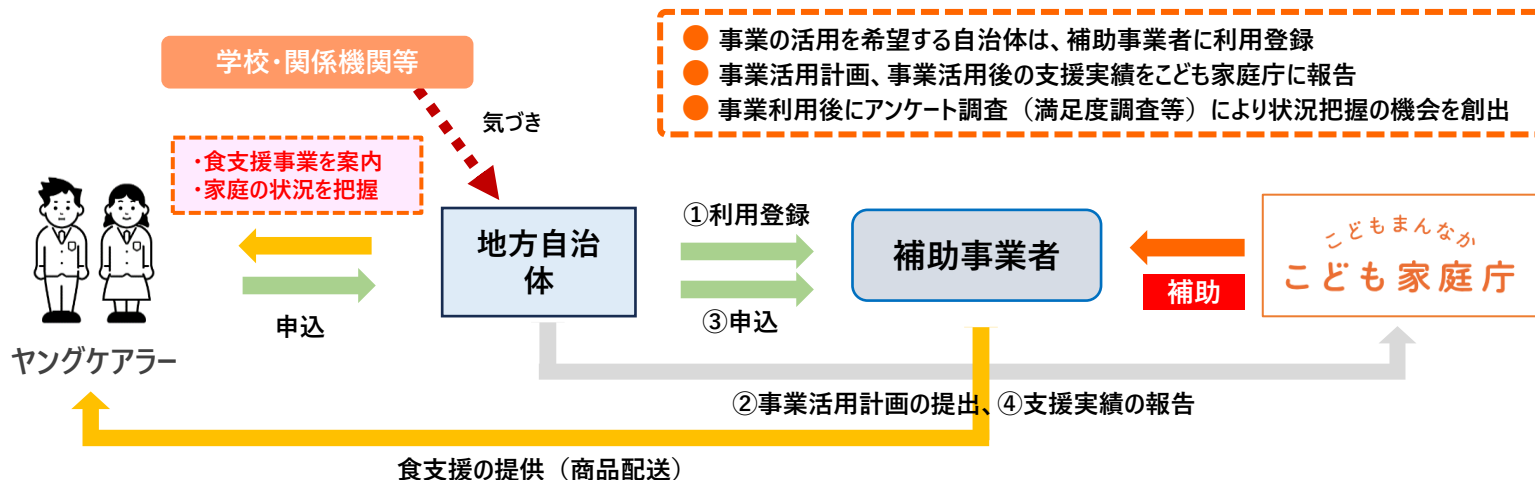 学校・関係機関等
● 事業の活用を希望する自治体は、補助事業者に利用登録
● 事業活用計画、事業活用後の支援実績をこども家庭庁に報告
● 事業利用後にアンケート調査（満足度調査等）により状況把握の機会を創出
気づき
・食支援事業を案内
・家庭の状況を把握
地方自治
体
①利用登録
③申込
補助事業者
補助
こどもまんなか
こども家庭庁
申込
ヤングケアラー
②事業活用計画の提出、④支援実績の報告
食支援の提供（商品配送）